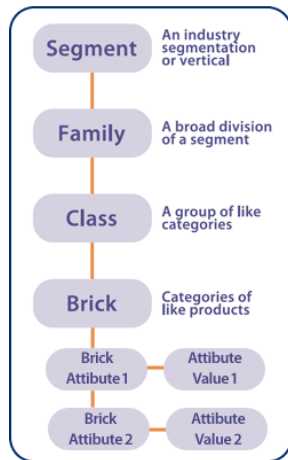 Segment
An industry
segmentation
or vertical
Family
A broad division
of a segment
Class
A group of like
categories
Brick
Categories of
like products
Brick
Attibute 1
Attibute
Value 1
Brick
Attibute 2
Attibute
Value 2